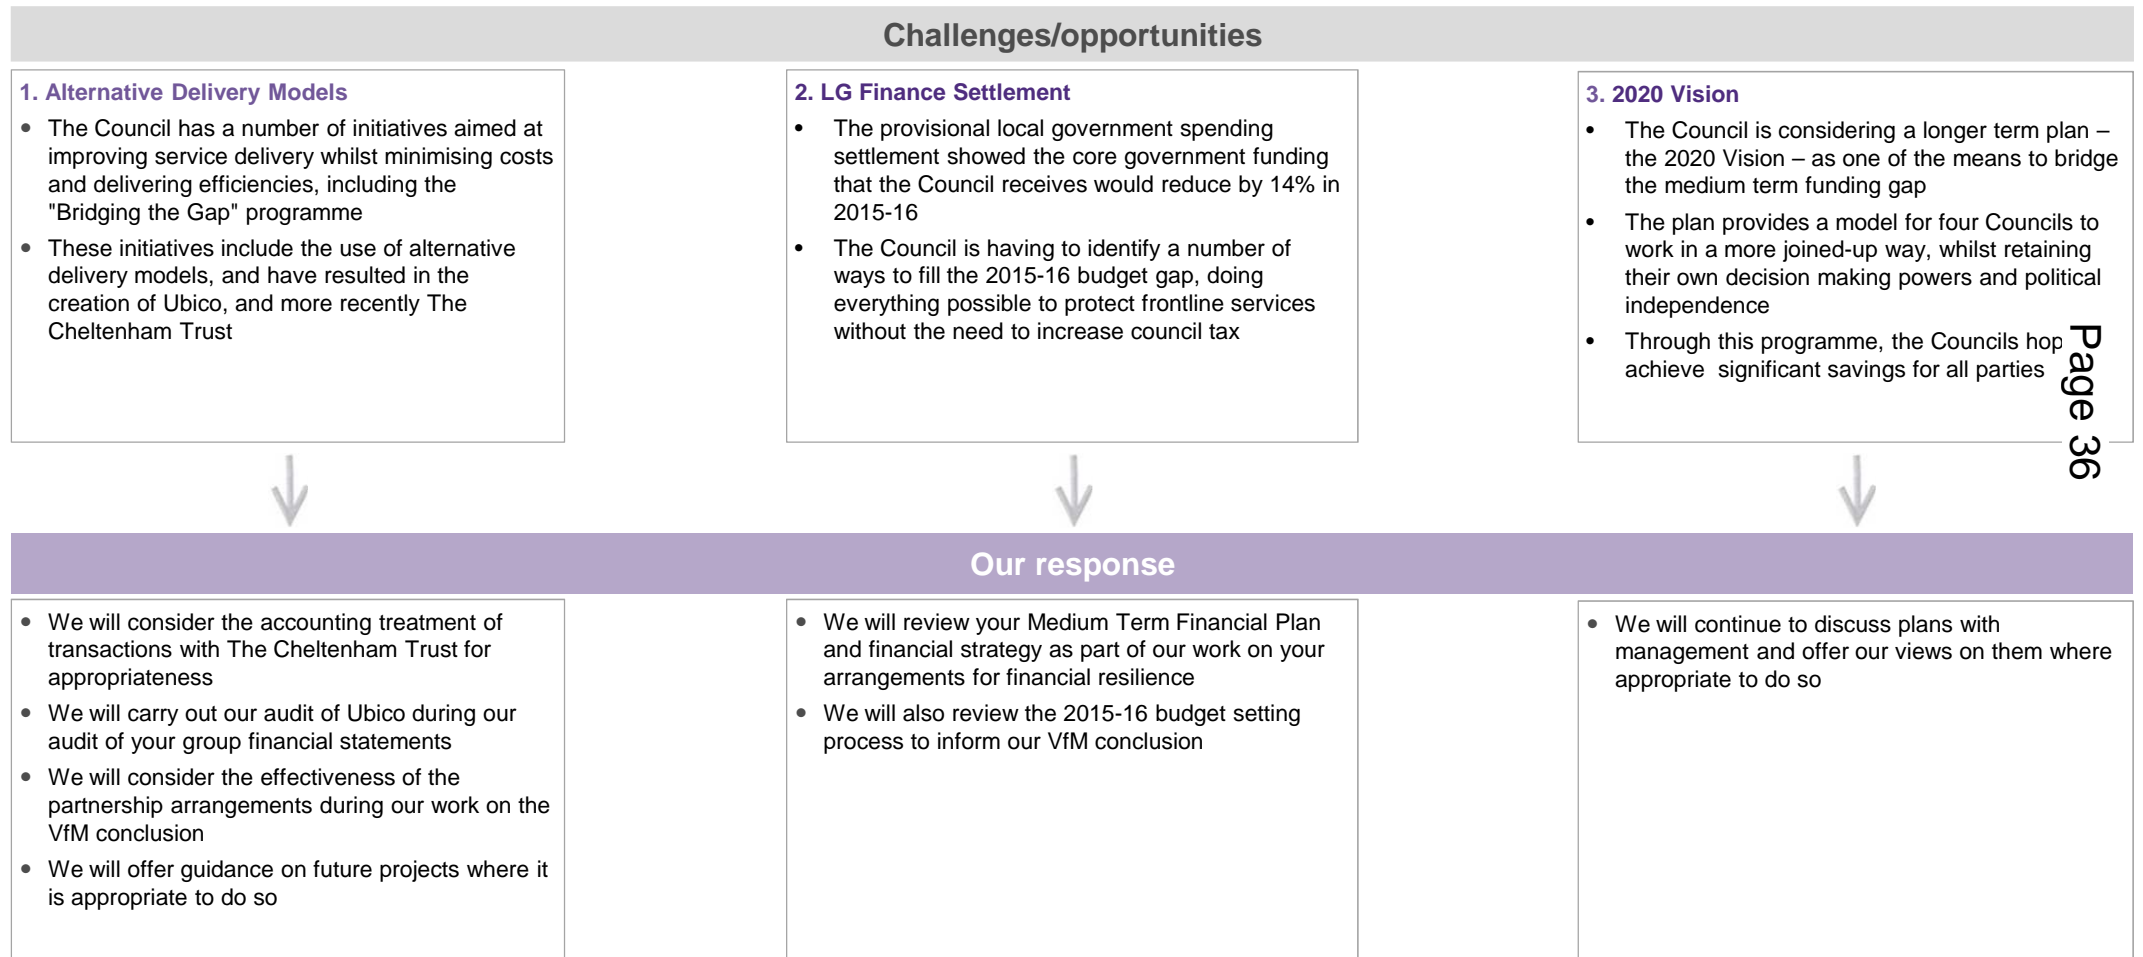 Challenges/opportunities
1. Alternative Delivery Models
• The Council has a number of initiatives aimed at
improving service delivery whilst minimising costs
and delivering efficiencies, including the
"Bridging the Gap" programme
• These initiatives include the use of alternative
delivery models, and have resulted in the
creation of Ubico, and more recently The
Cheltenham Trust
2. LG Finance Settlement
• The provisional local government spending
settlement showed the core government funding
that the Council receives would reduce by 14% in
2015-16
• The Council is having to identify a number of
ways to fill the 2015-16 budget gap, doing
everything possible to protect frontline services
without the need to increase council tax
3. 2020 Vision
• The Council is considering a longer term plan –
the 2020 Vision – as one of the means to bridge
the medium term funding gap
• The plan provides a model for four Councils to
work in a more joined-up way, whilst retaining
their own decision making powers and political
independence
• Through this programme, the Councils hop
achieve significant savings for all parties
Page 36
Our response
• We will consider the accounting treatment of
transactions with The Cheltenham Trust for
appropriateness
• We will carry out our audit of Ubico during our
audit of your group financial statements
• We will consider the effectiveness of the
partnership arrangements during our work on the
VfM conclusion
• We will offer guidance on future projects where it
is appropriate to do so
• We will review your Medium Term Financial Plan
and financial strategy as part of our work on your
arrangements for financial resilience
• We will also review the 2015-16 budget setting
process to inform our VfM conclusion
• We will continue to discuss plans with
management and offer our views on them where
appropriate to do so